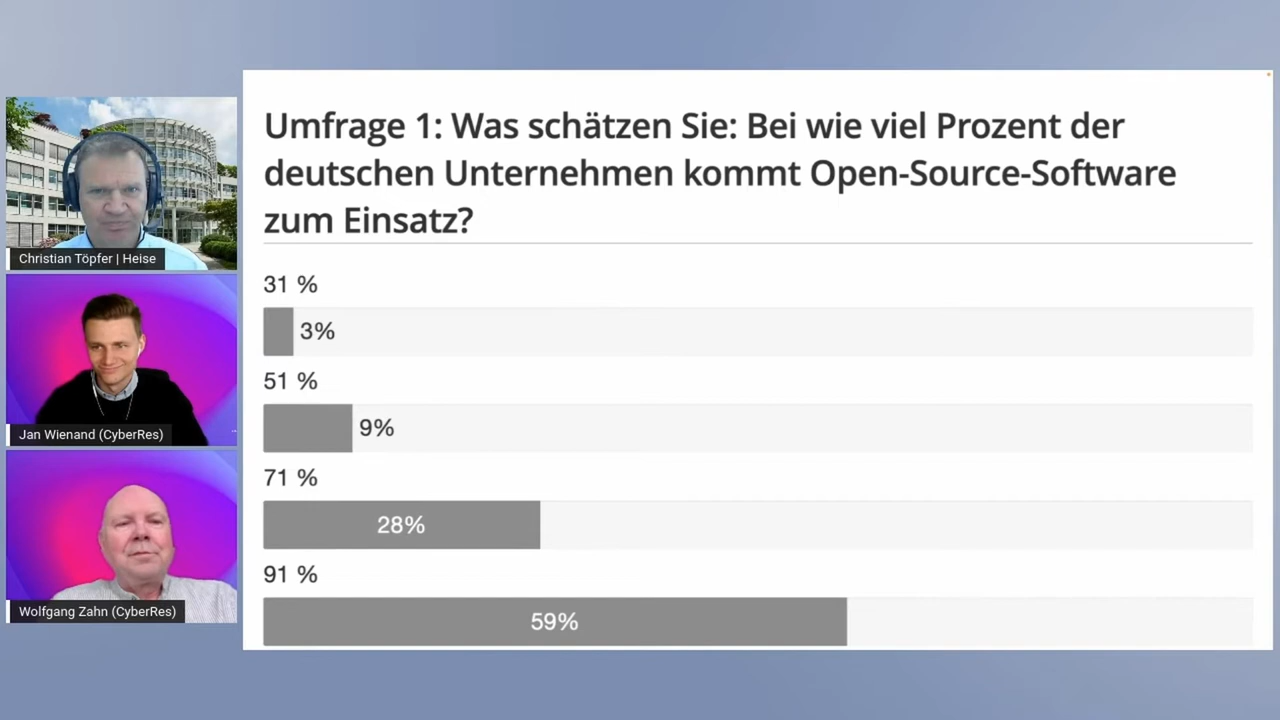 Umfrage 1: Was schätzen Sie: Bei wie viel Prozent der
deutschen Unternehmen kommt Open-Source-Software
zum Einsatz?
31 %
3%
51 %
9%
71 %
28%
91 %
59%
Christian Töpfer | Heise
Jan Wienand (CyberRes)
Wolfgang Zahn (CyberRes)